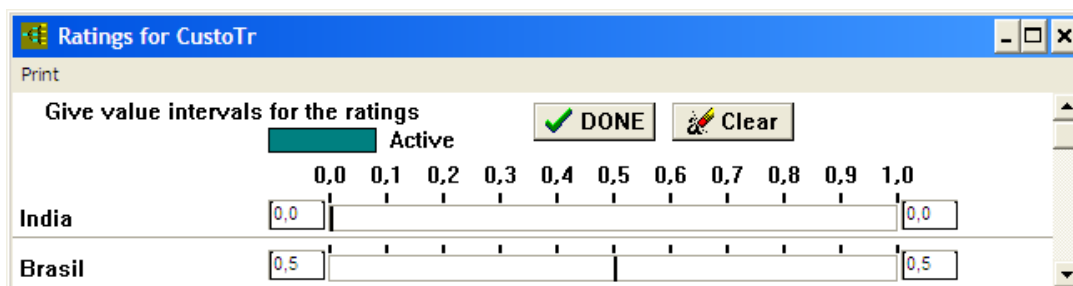 Ratings for CustoTr
Print
Give value intervals for the ratings
DONE
Clear
Active
0,0 0,1 0,2 0,3 0,4 0,5 0,6 0,7 0,8 0,9 1,0
India 0,0 0,0
Brasil 0,5 0,5